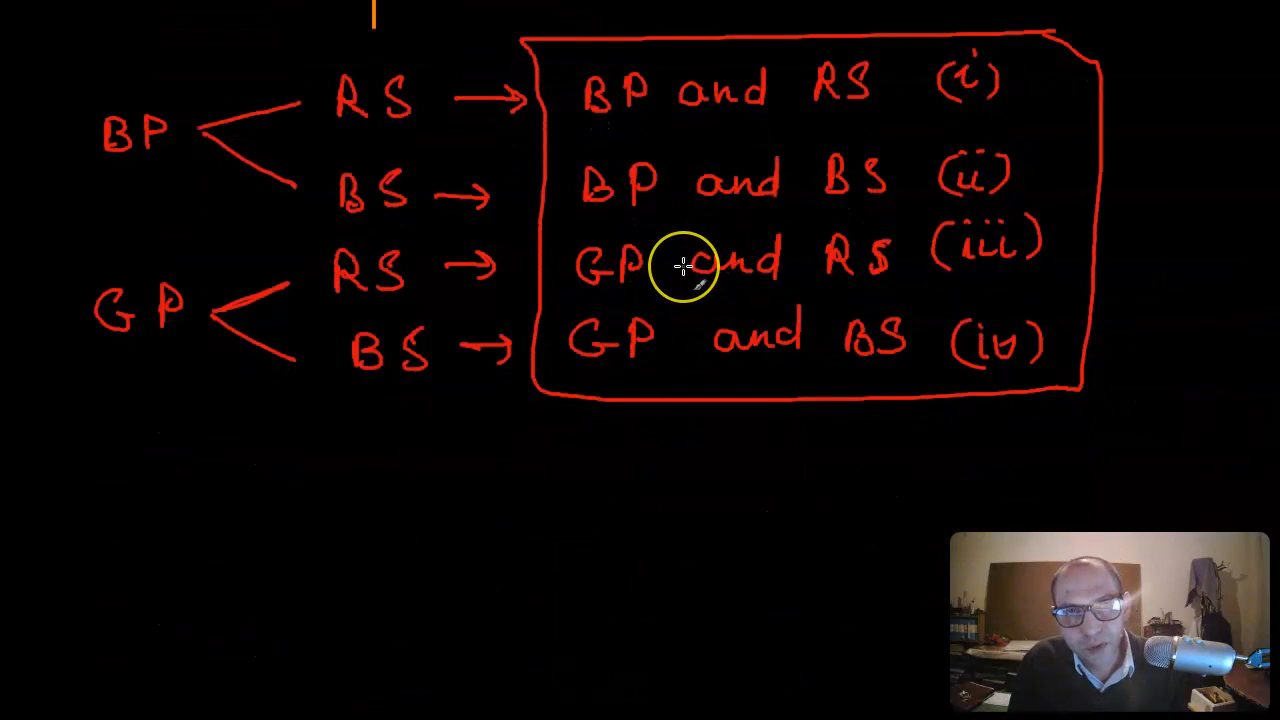 RS → BP and RS (i)
BP
BS → BP and BS (ii)
RS → GP and RS (iii)
GP
BS → GP and BS (iv)